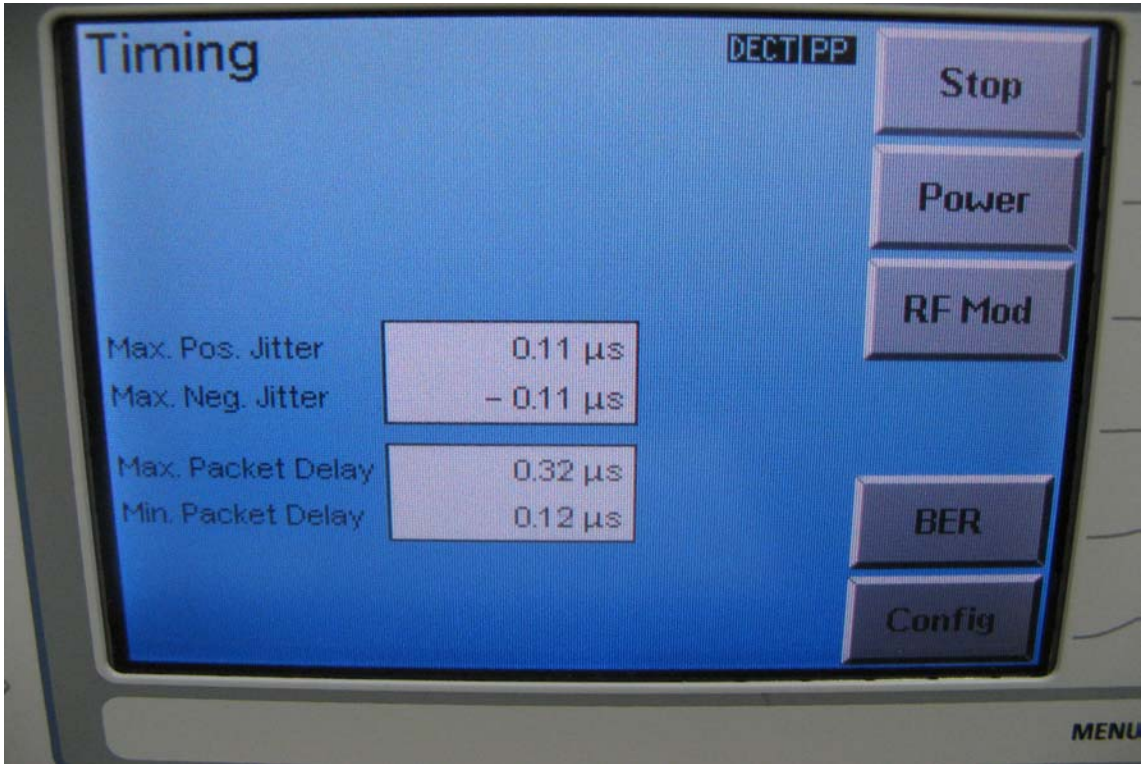 Timing
DECT PP
Stop
Power
RF Mod
Max. Pos. Jitter 0.11 µs
Max. Neg. Jitter – 0.11 µs
Max. Packet Delay 0.32 µs
Min. Packet Delay 0.12 µs
BER
Config
MENU